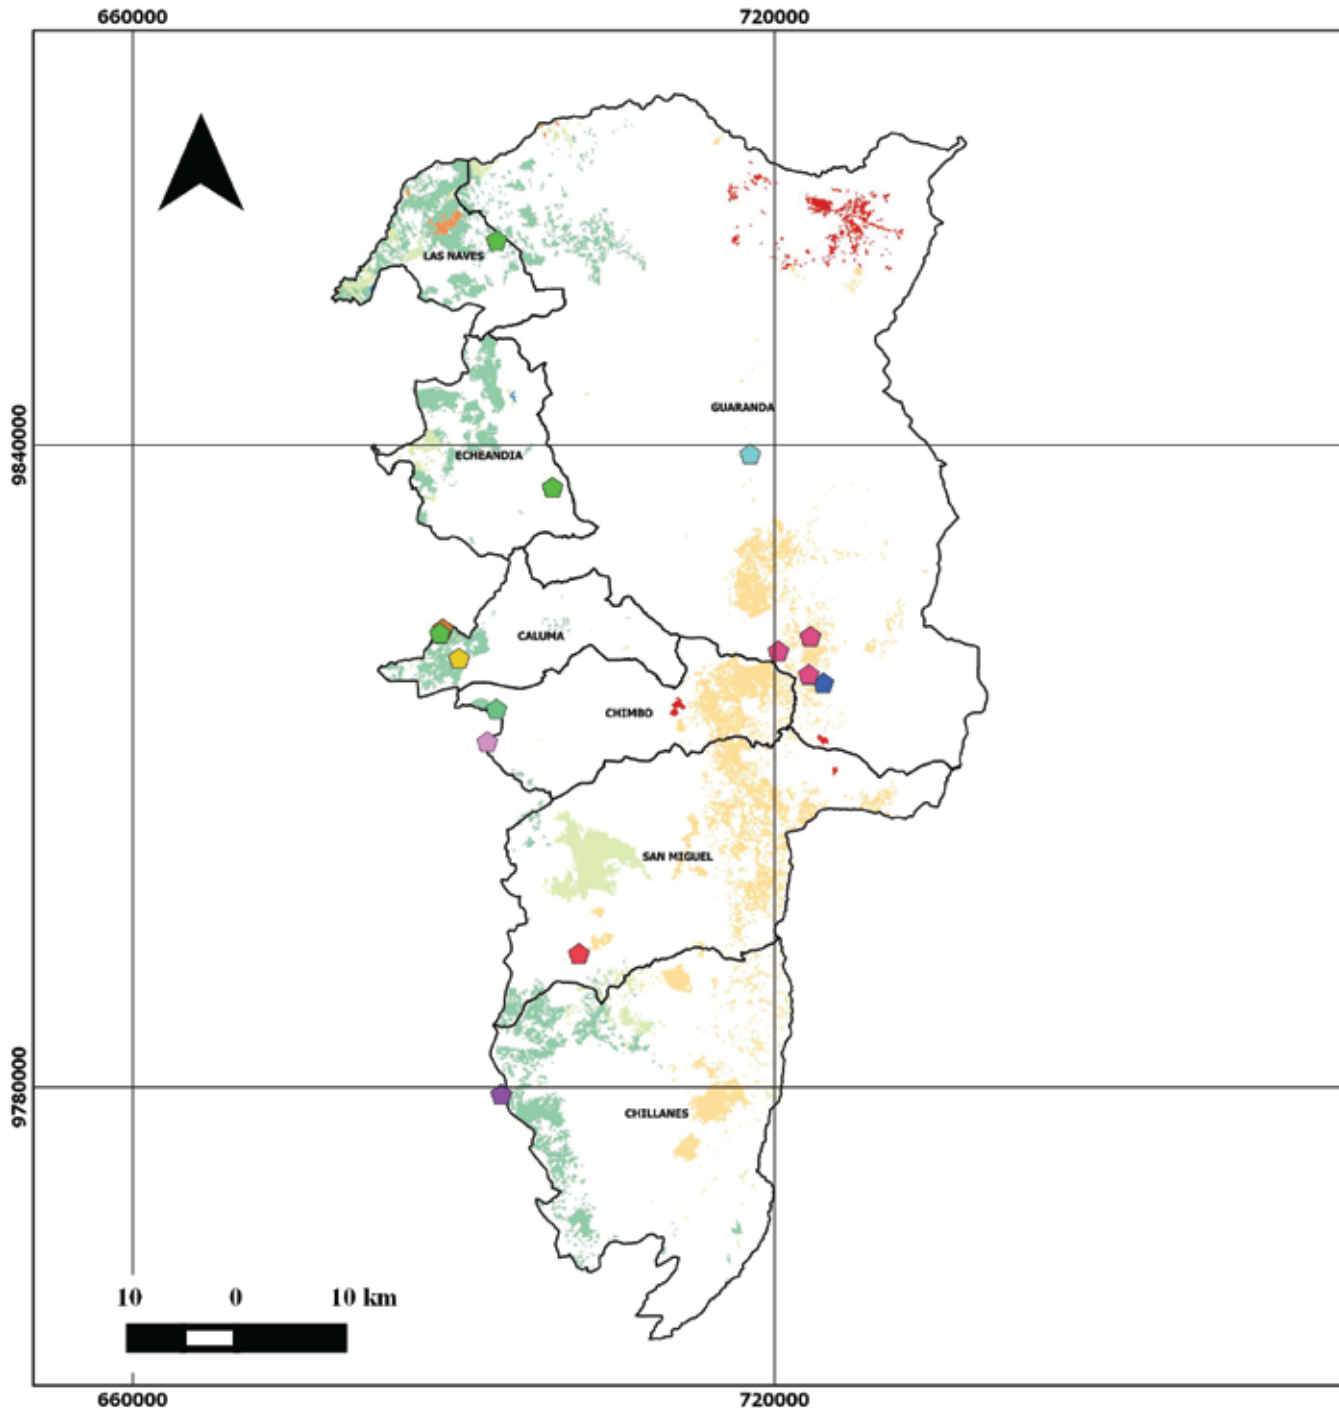 660000 720000
LAS NAVES
GUARANDA
9840000
ECHEANDIA
CALUMA
CHIMBO
SAN MIGUEL
9780000
CHILLANES
10 0 10 km
660000 720000